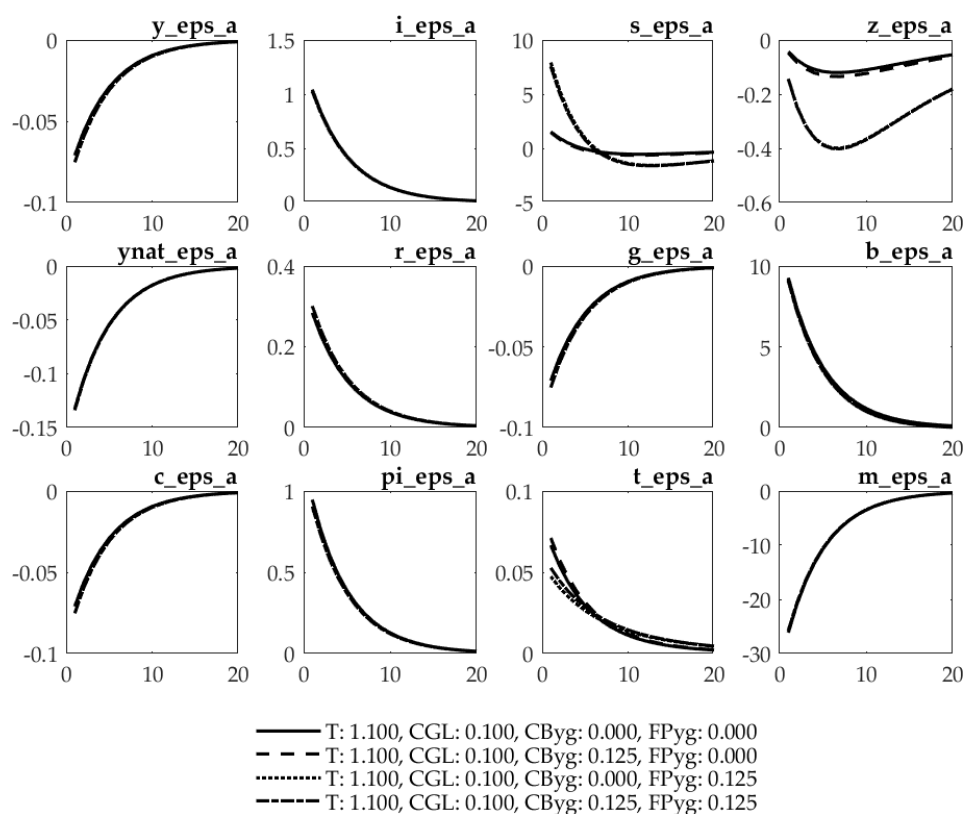 y_eps_a
0
-0.05
-0.1
0 10 20
i_eps_a
1.5
1
0.5
0
0 10 20
s_eps_a
10
5
0
-5
0 10 20
z_eps_a
0
-0.2
-0.4
-0.6
0 10 20
ynat_eps_a
0
-0.05
-0.1
-0.15
0 10 20
r_eps_a
0.4
0.2
0
0 10 20
g_eps_a
0
-0.05
-0.1
0 10 20
b_eps_a
10
5
0
0 10 20
c_eps_a
0
-0.05
-0.1
0 10 20
pi_eps_a
1
0.5
0
0 10 20
t_eps_a
0.1
0.05
0
0 10 20
m_eps_a
0
-10
-20
-30
0 10 20
T: 1.100, CGL: 0.100, CByg: 0.000, FPyg: 0.000
T: 1.100, CGL: 0.100, CByg: 0.125, FPyg: 0.000
T: 1.100, CGL: 0.100, CByg: 0.000, FPyg: 0.125
T: 1.100, CGL: 0.100, CByg: 0.125, FPyg: 0.125